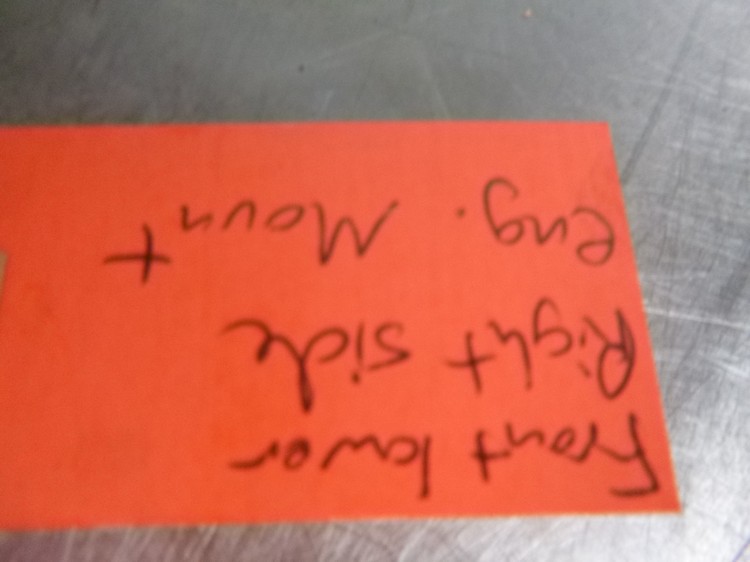 Front lower
Right side
eng. Mount